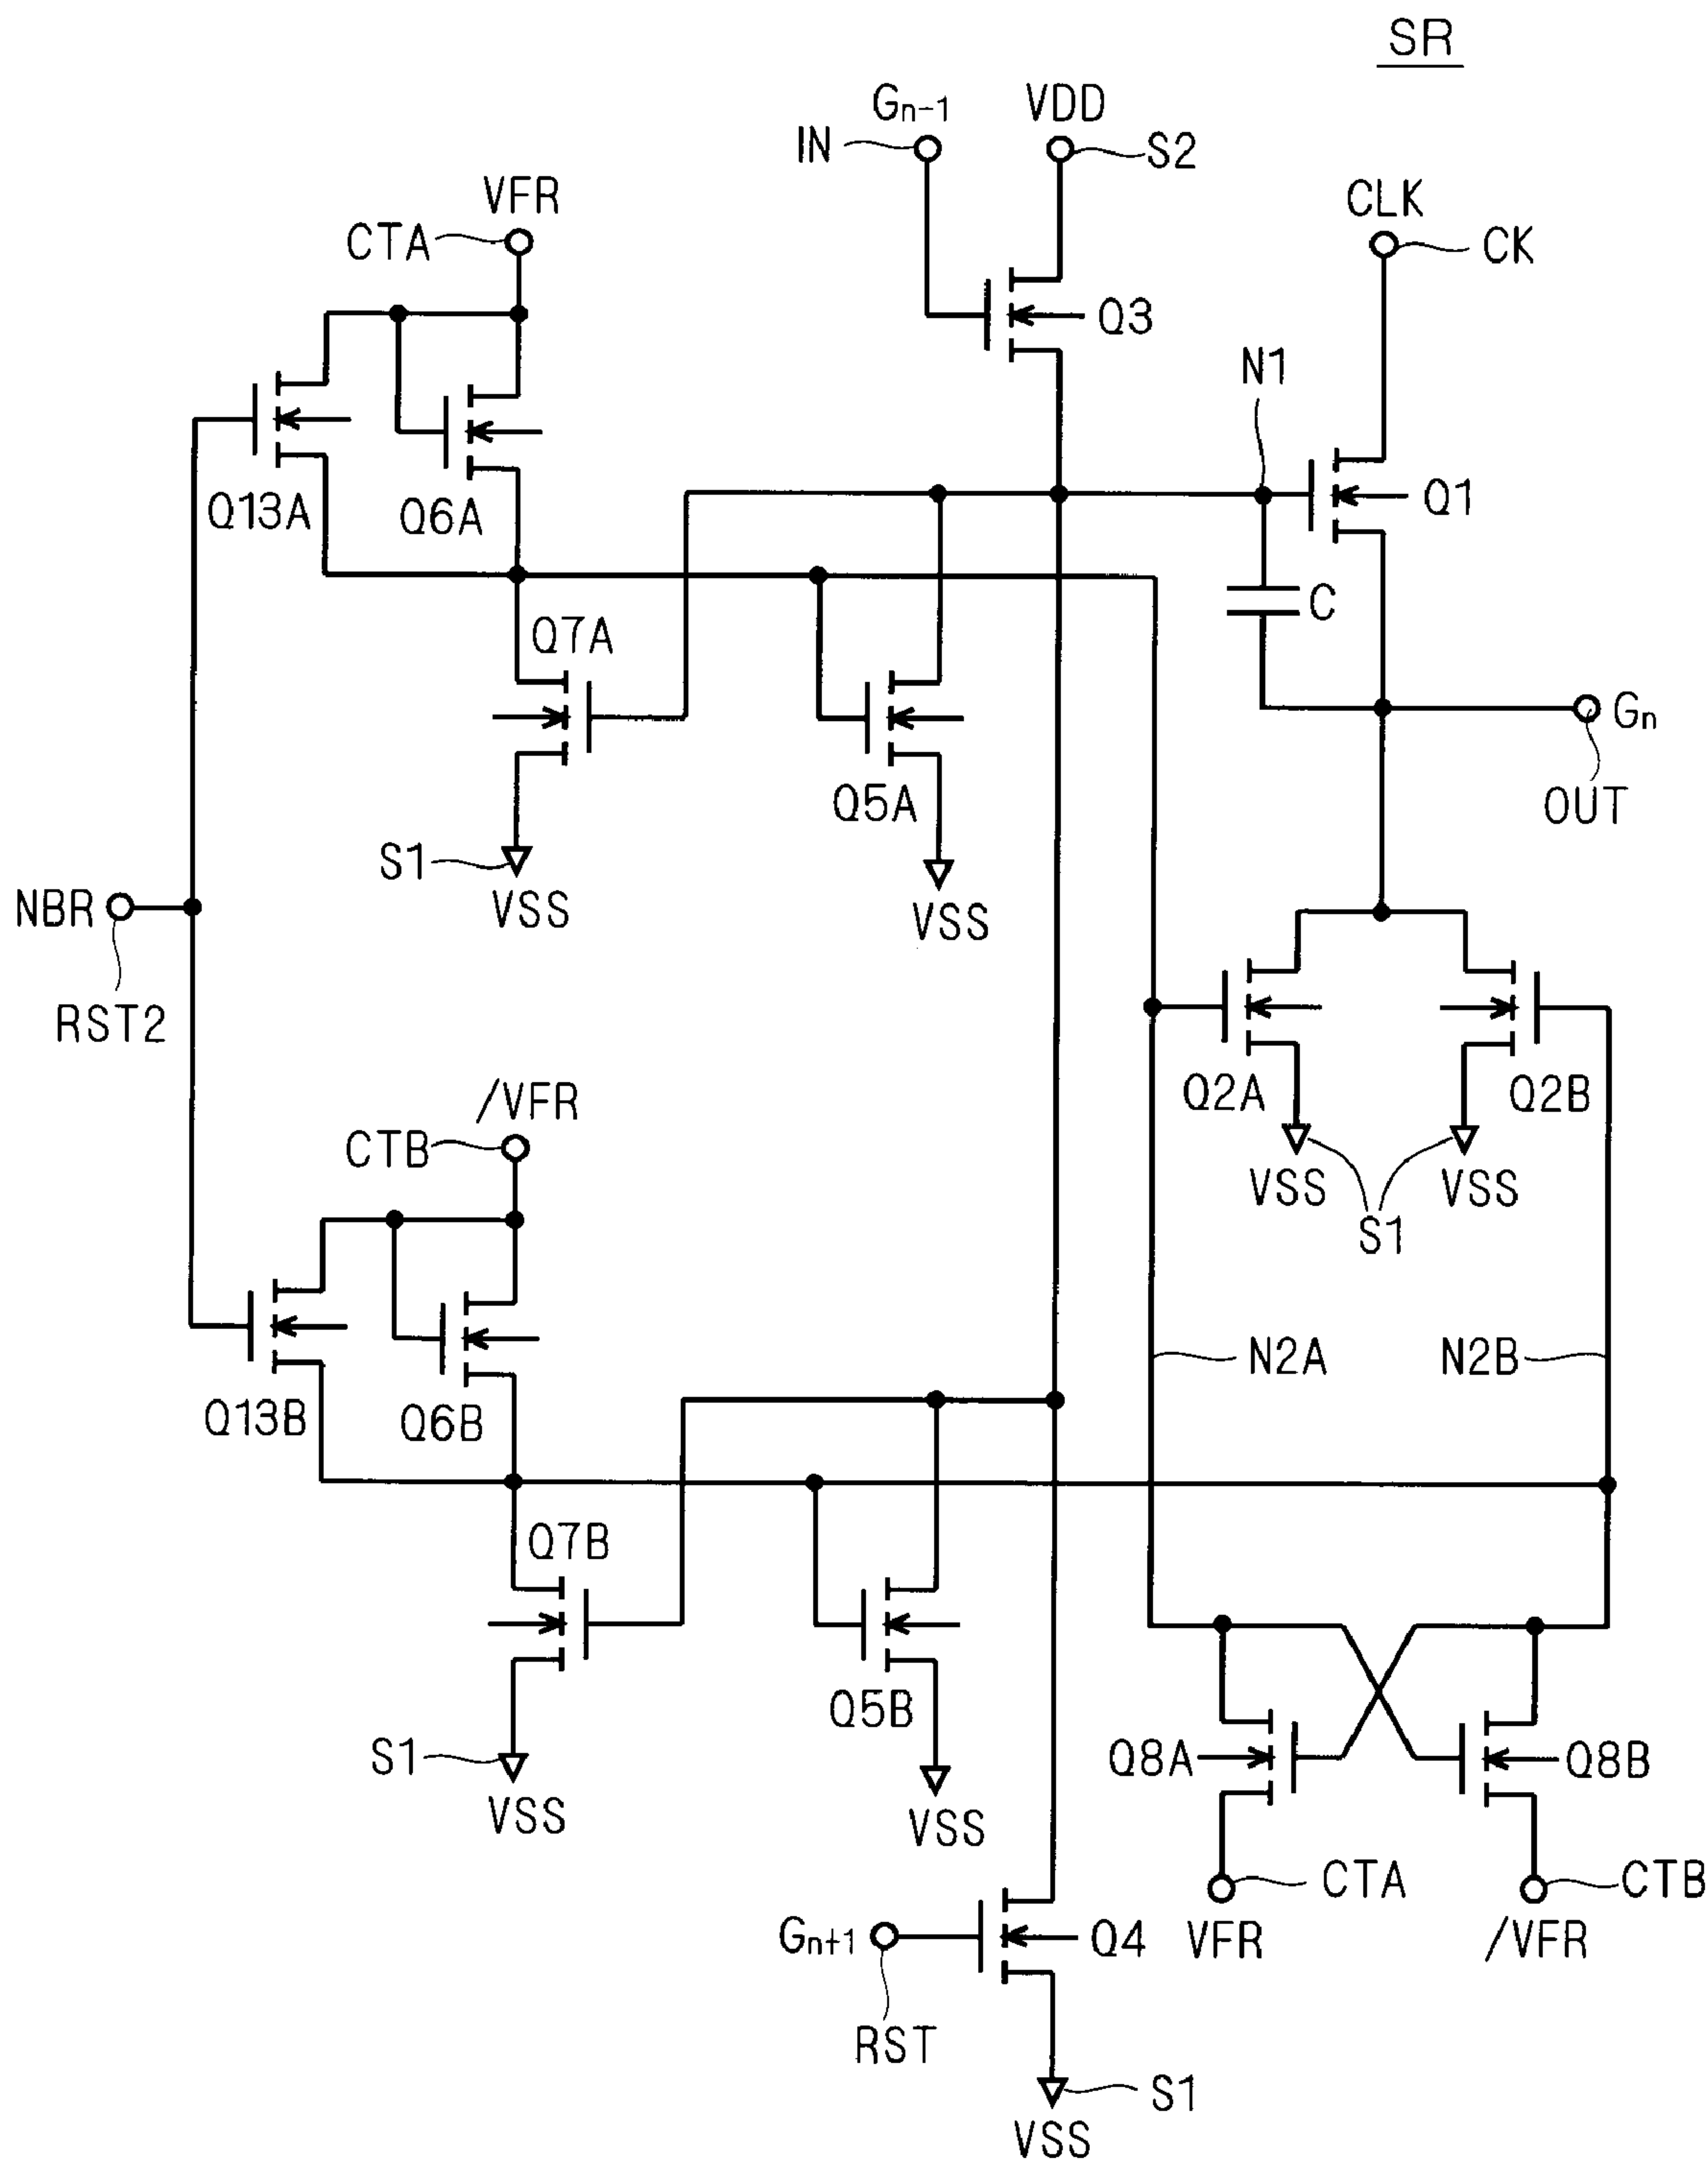 SR
Gn-1
VDD
IN
S2
VFR
CLK
CTA
CK
Q3
N1
Q13A
Q6A
Q1
C
Q7A
Gn
Q5A
OUT
S1
VSS
VSS
NBR
RST2
Q2A
Q2B
/VFR
CTB
VSS
VSS
S1
N2A
N2B
Q13B
Q6B
Q7B
Q5B
S1
VSS
Q8A
Q8B
VSS
CTA
CTB
Gn+1
Q4
VFR
/VFR
RST
S1
VSS